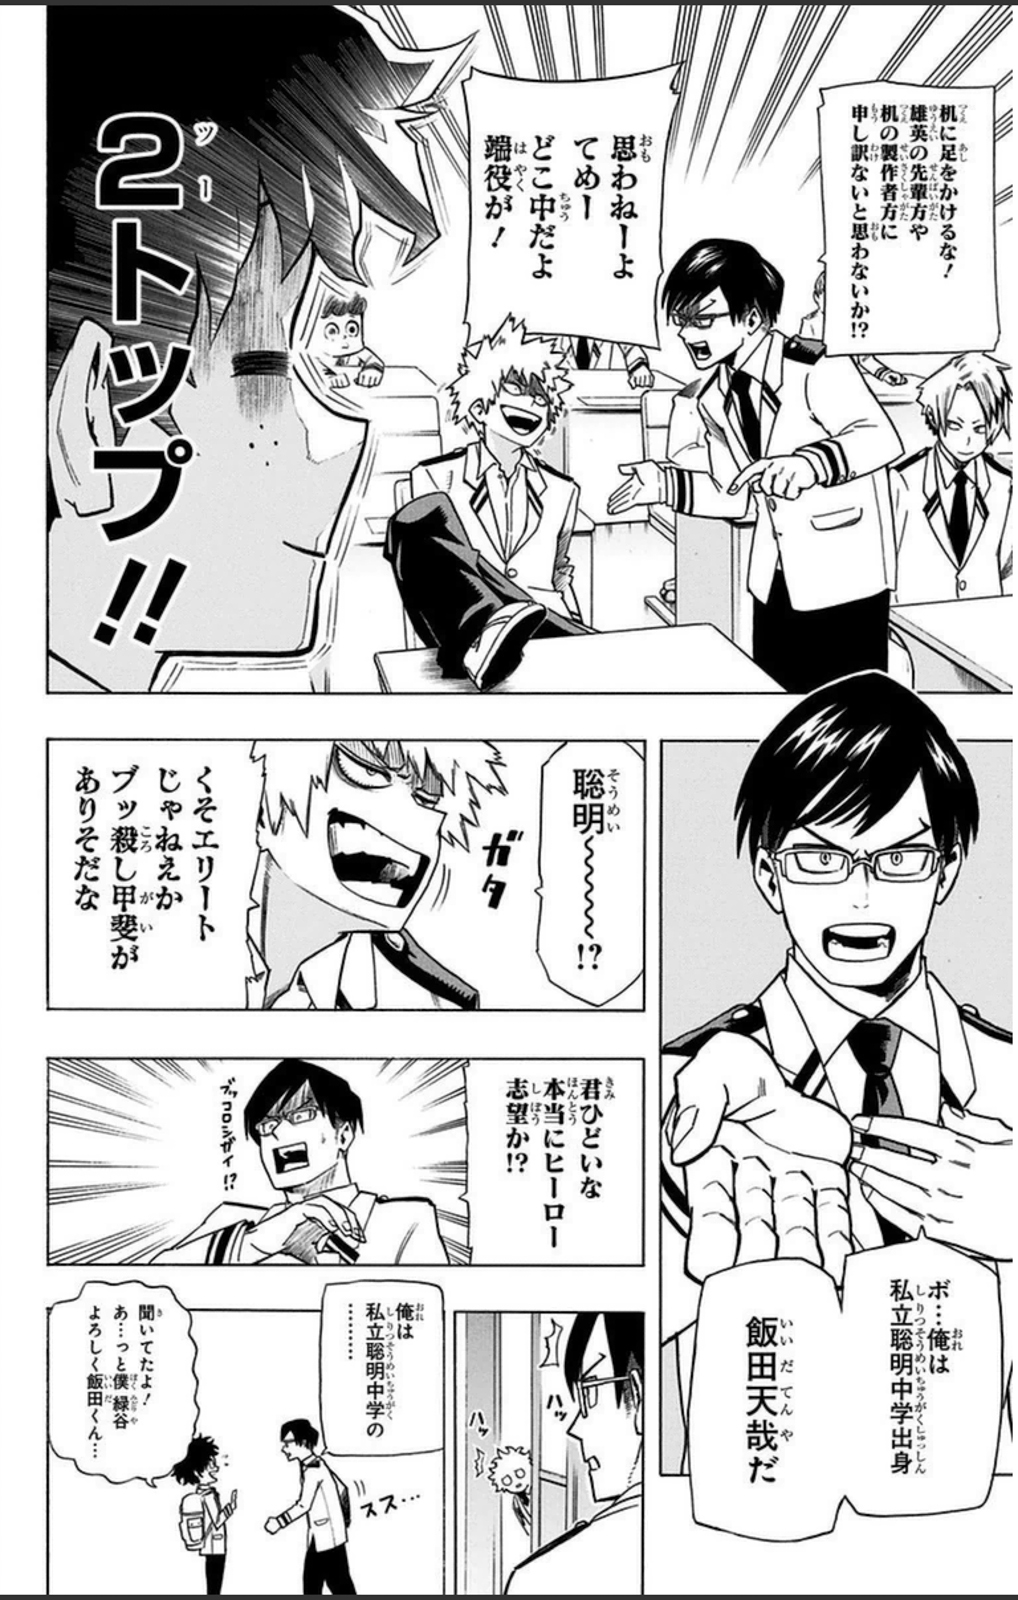 机に足をかけるな！
雄英の先輩方や
机の製作者方に
申し訳ないと思わないか！？
思わねーよ
てめー
どこ中だよ
端役が！
2トップ!!
ボ…俺は
私立聡明中学出身
飯田天哉だ
聡明～～～～～!?
ガタ
くそエリート
じゃねえか
ブッ殺し甲斐が
ありそだな
君ひどいな
本当にヒーロー
志望か!?
ブッコロシガイ!?
ハッ
ハッ
俺は
私立聡明中学の
…………
スス…
聞いてたよ！
あ…っと僕 緑谷
よろしく飯田くん…